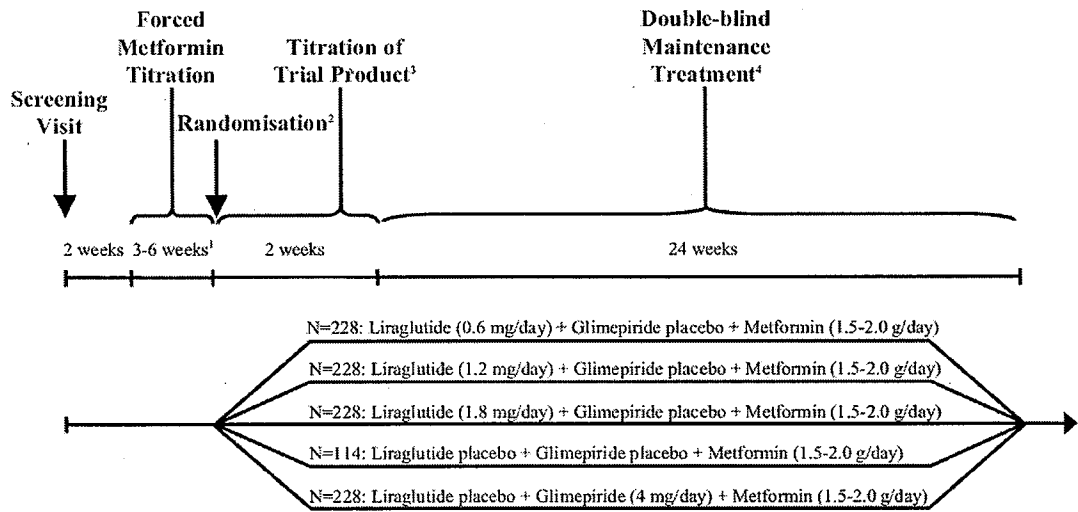 Forced
Metformin
Titration
Titration of
Trial Product³
Double-blind
Maintenance
Treatment⁴
Screening
Visit
Randomisation²
2 weeks
3-6 weeks¹
2 weeks
24 weeks
N=228: Liraglutide (0.6 mg/day) + Glimepiride placebo + Metformin (1.5-2.0 g/day)
N=228: Liraglutide (1.2 mg/day) + Glimepiride placebo + Metformin (1.5-2.0 g/day)
N=228: Liraglutide (1.8 mg/day) + Glimepiride placebo + Metformin (1.5-2.0 g/day)
N=114: Liraglutide placebo + Glimepiride placebo + Metformin (1.5-2.0 g/day)
N=228: Liraglutide placebo + Glimepiride (4 mg/day) + Metformin (1.5-2.0 g/day)